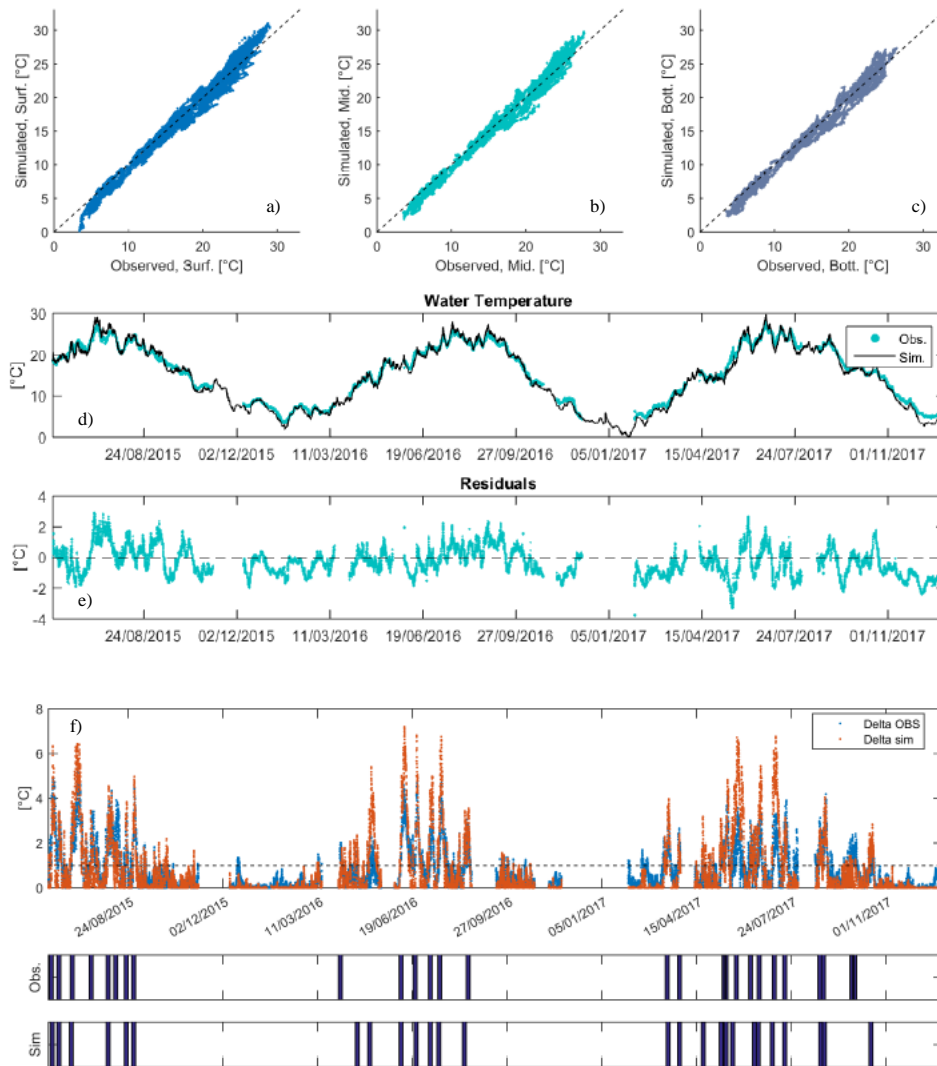 Simulated, Surf. [°C]
30
25
20
15
10
5
0
0 10 20 30
Observed, Surf. [°C]
a)
Simulated, Mid. [°C]
30
25
20
15
10
5
0
0 10 20 30
Observed, Mid. [°C]
b)
Simulated, Bott. [°C]
30
25
20
15
10
5
0
0 10 20 30
Observed, Bott. [°C]
c)
Water Temperature
[°C]
30
20
10
0
Obs.
Sim.
d)
24/08/2015 02/12/2015 11/03/2016 19/06/2016 27/09/2016 05/01/2017 15/04/2017 24/07/2017 01/11/2017
Residuals
[°C]
4
2
0
-2
-4
e)
24/08/2015 02/12/2015 11/03/2016 19/06/2016 27/09/2016 05/01/2017 15/04/2017 24/07/2017 01/11/2017
f)
[°C]
8
6
4
2
0
Delta OBS
Delta sim
24/08/2015 02/12/2015 11/03/2016 19/06/2016 27/09/2016 05/01/2017 15/04/2017 24/07/2017 01/11/2017
Obs.
Sim